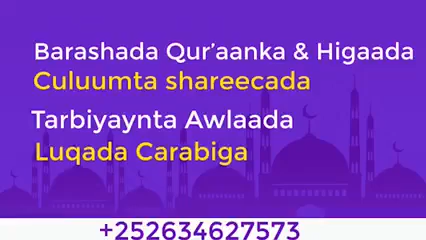 Barashada Qur'aanka & Higaada
Culuumta shareecada
Tarbiyaynta Awlaada
Luqada Carabiga
+252634627573